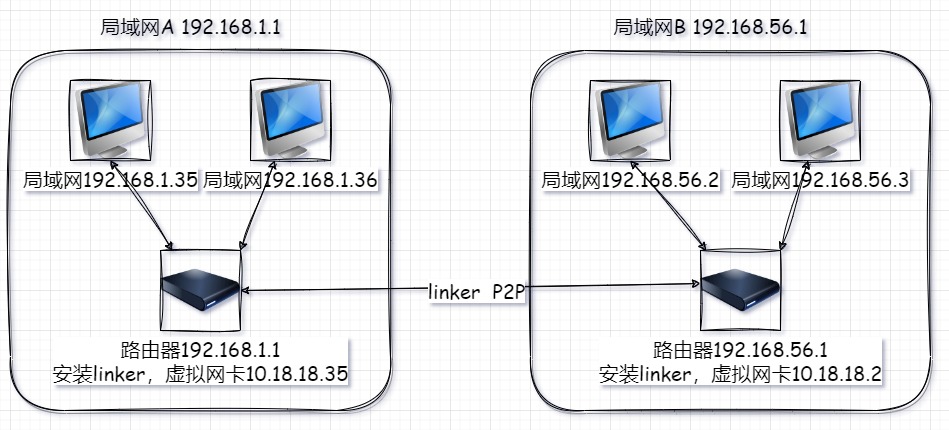 局域网A 192.168.1.1
局域网B 192.168.56.1
局域网192.168.1.35
局域网192.168.1.36
局域网192.168.56.2
局域网192.168.56.3
linker P2P
路由器192.168.1.1
安装linker，虚拟网卡10.18.18.35
路由器192.168.56.1
安装linker，虚拟网卡10.18.18.2